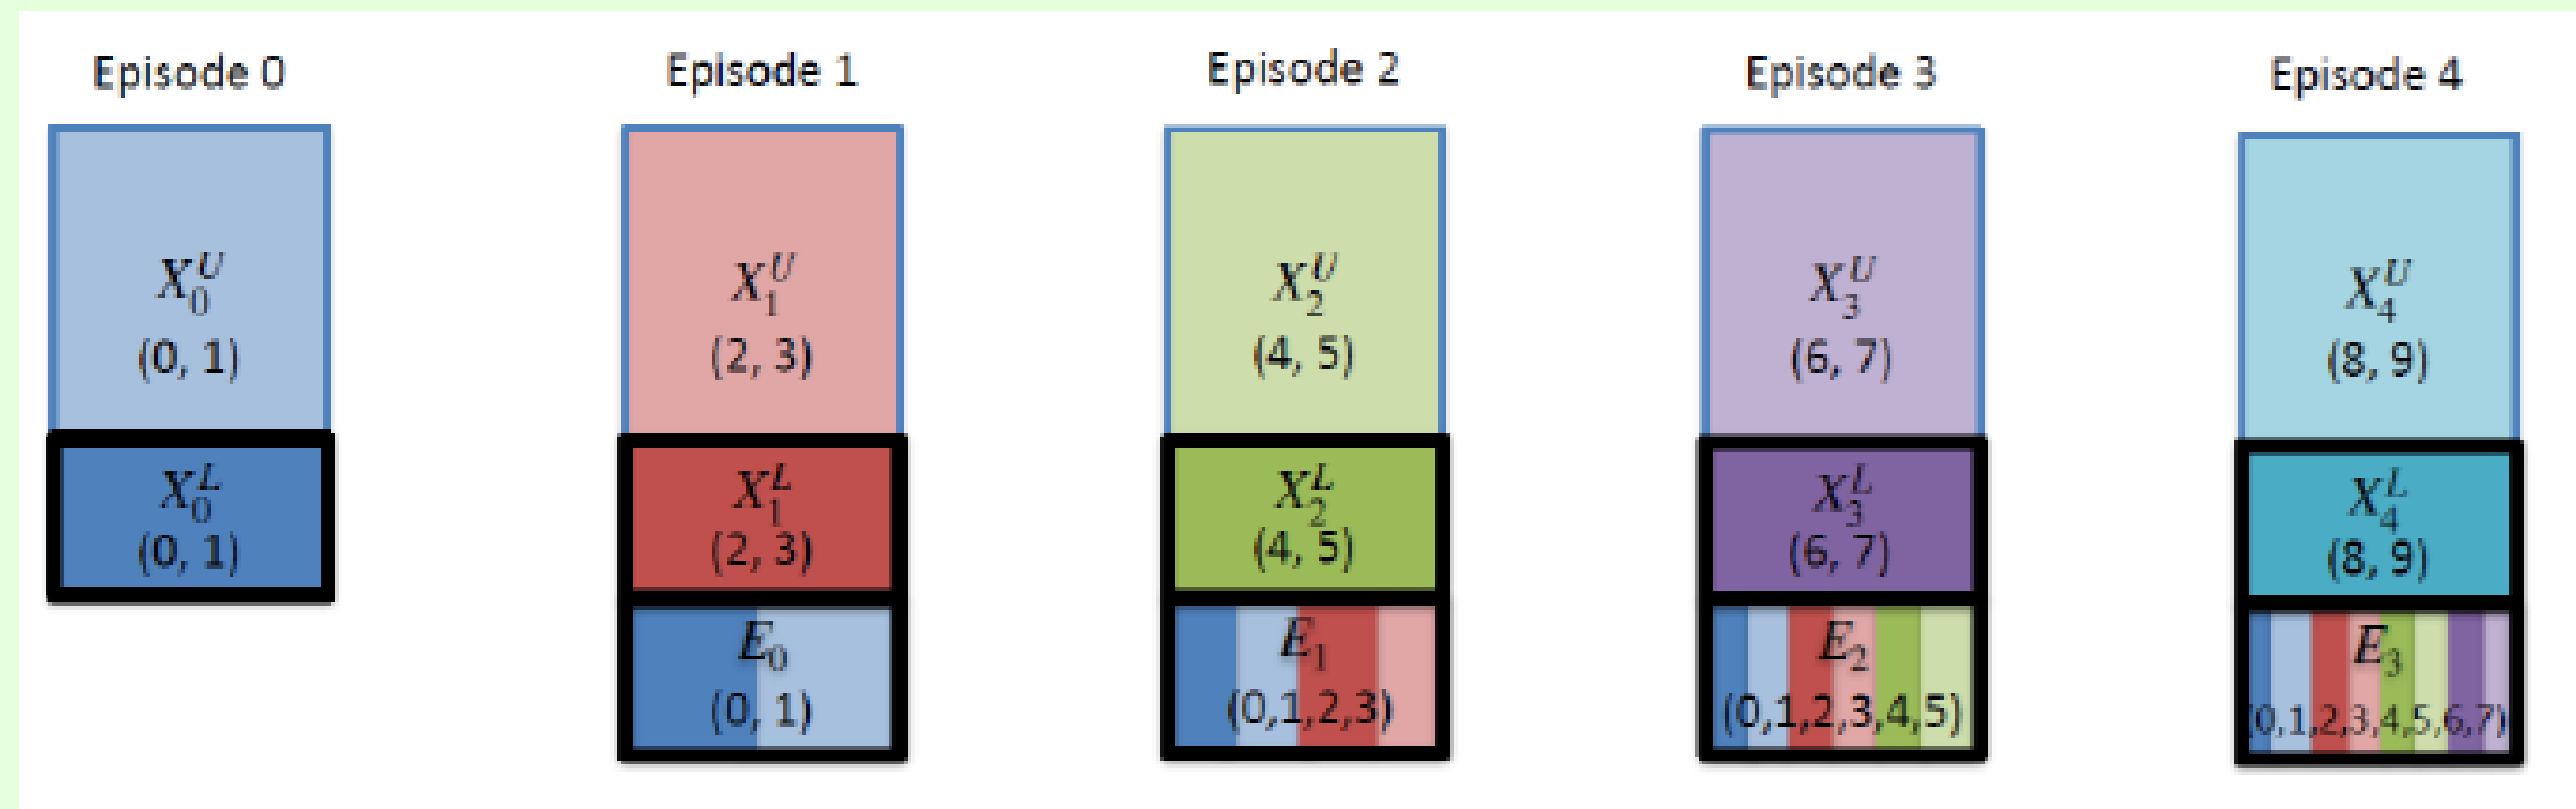 Episode 0
Episode 1
Episode 2
Episode 3
Episode 4
X_0^U
(0, 1)
X_1^U
(2, 3)
X_2^U
(4, 5)
X_3^U
(6, 7)
X_4^U
(8, 9)
X_0^L
(0, 1)
X_1^L
(2, 3)
X_2^L
(4, 5)
X_3^L
(6, 7)
X_4^L
(8, 9)
E_0
(0, 1)
E_1
(0,1,2,3)
E_2
(0,1,2,3,4,5)
E_3
(0,1,2,3,4,5,6,7)